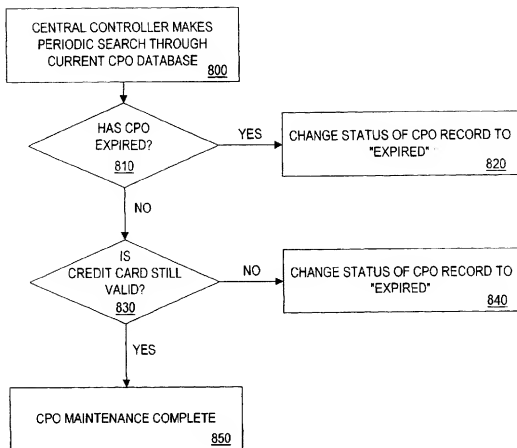 CENTRAL CONTROLLER MAKES
PERIODIC SEARCH THROUGH
CURRENT CPO DATABASE
800
HAS CPO
EXPIRED?
810
YES
CHANGE STATUS OF CPO RECORD TO
"EXPIRED"
820
NO
IS
CREDIT CARD STILL
VALID?
830
NO
CHANGE STATUS OF CPO RECORD TO
"EXPIRED"
840
YES
CPO MAINTENANCE COMPLETE
850